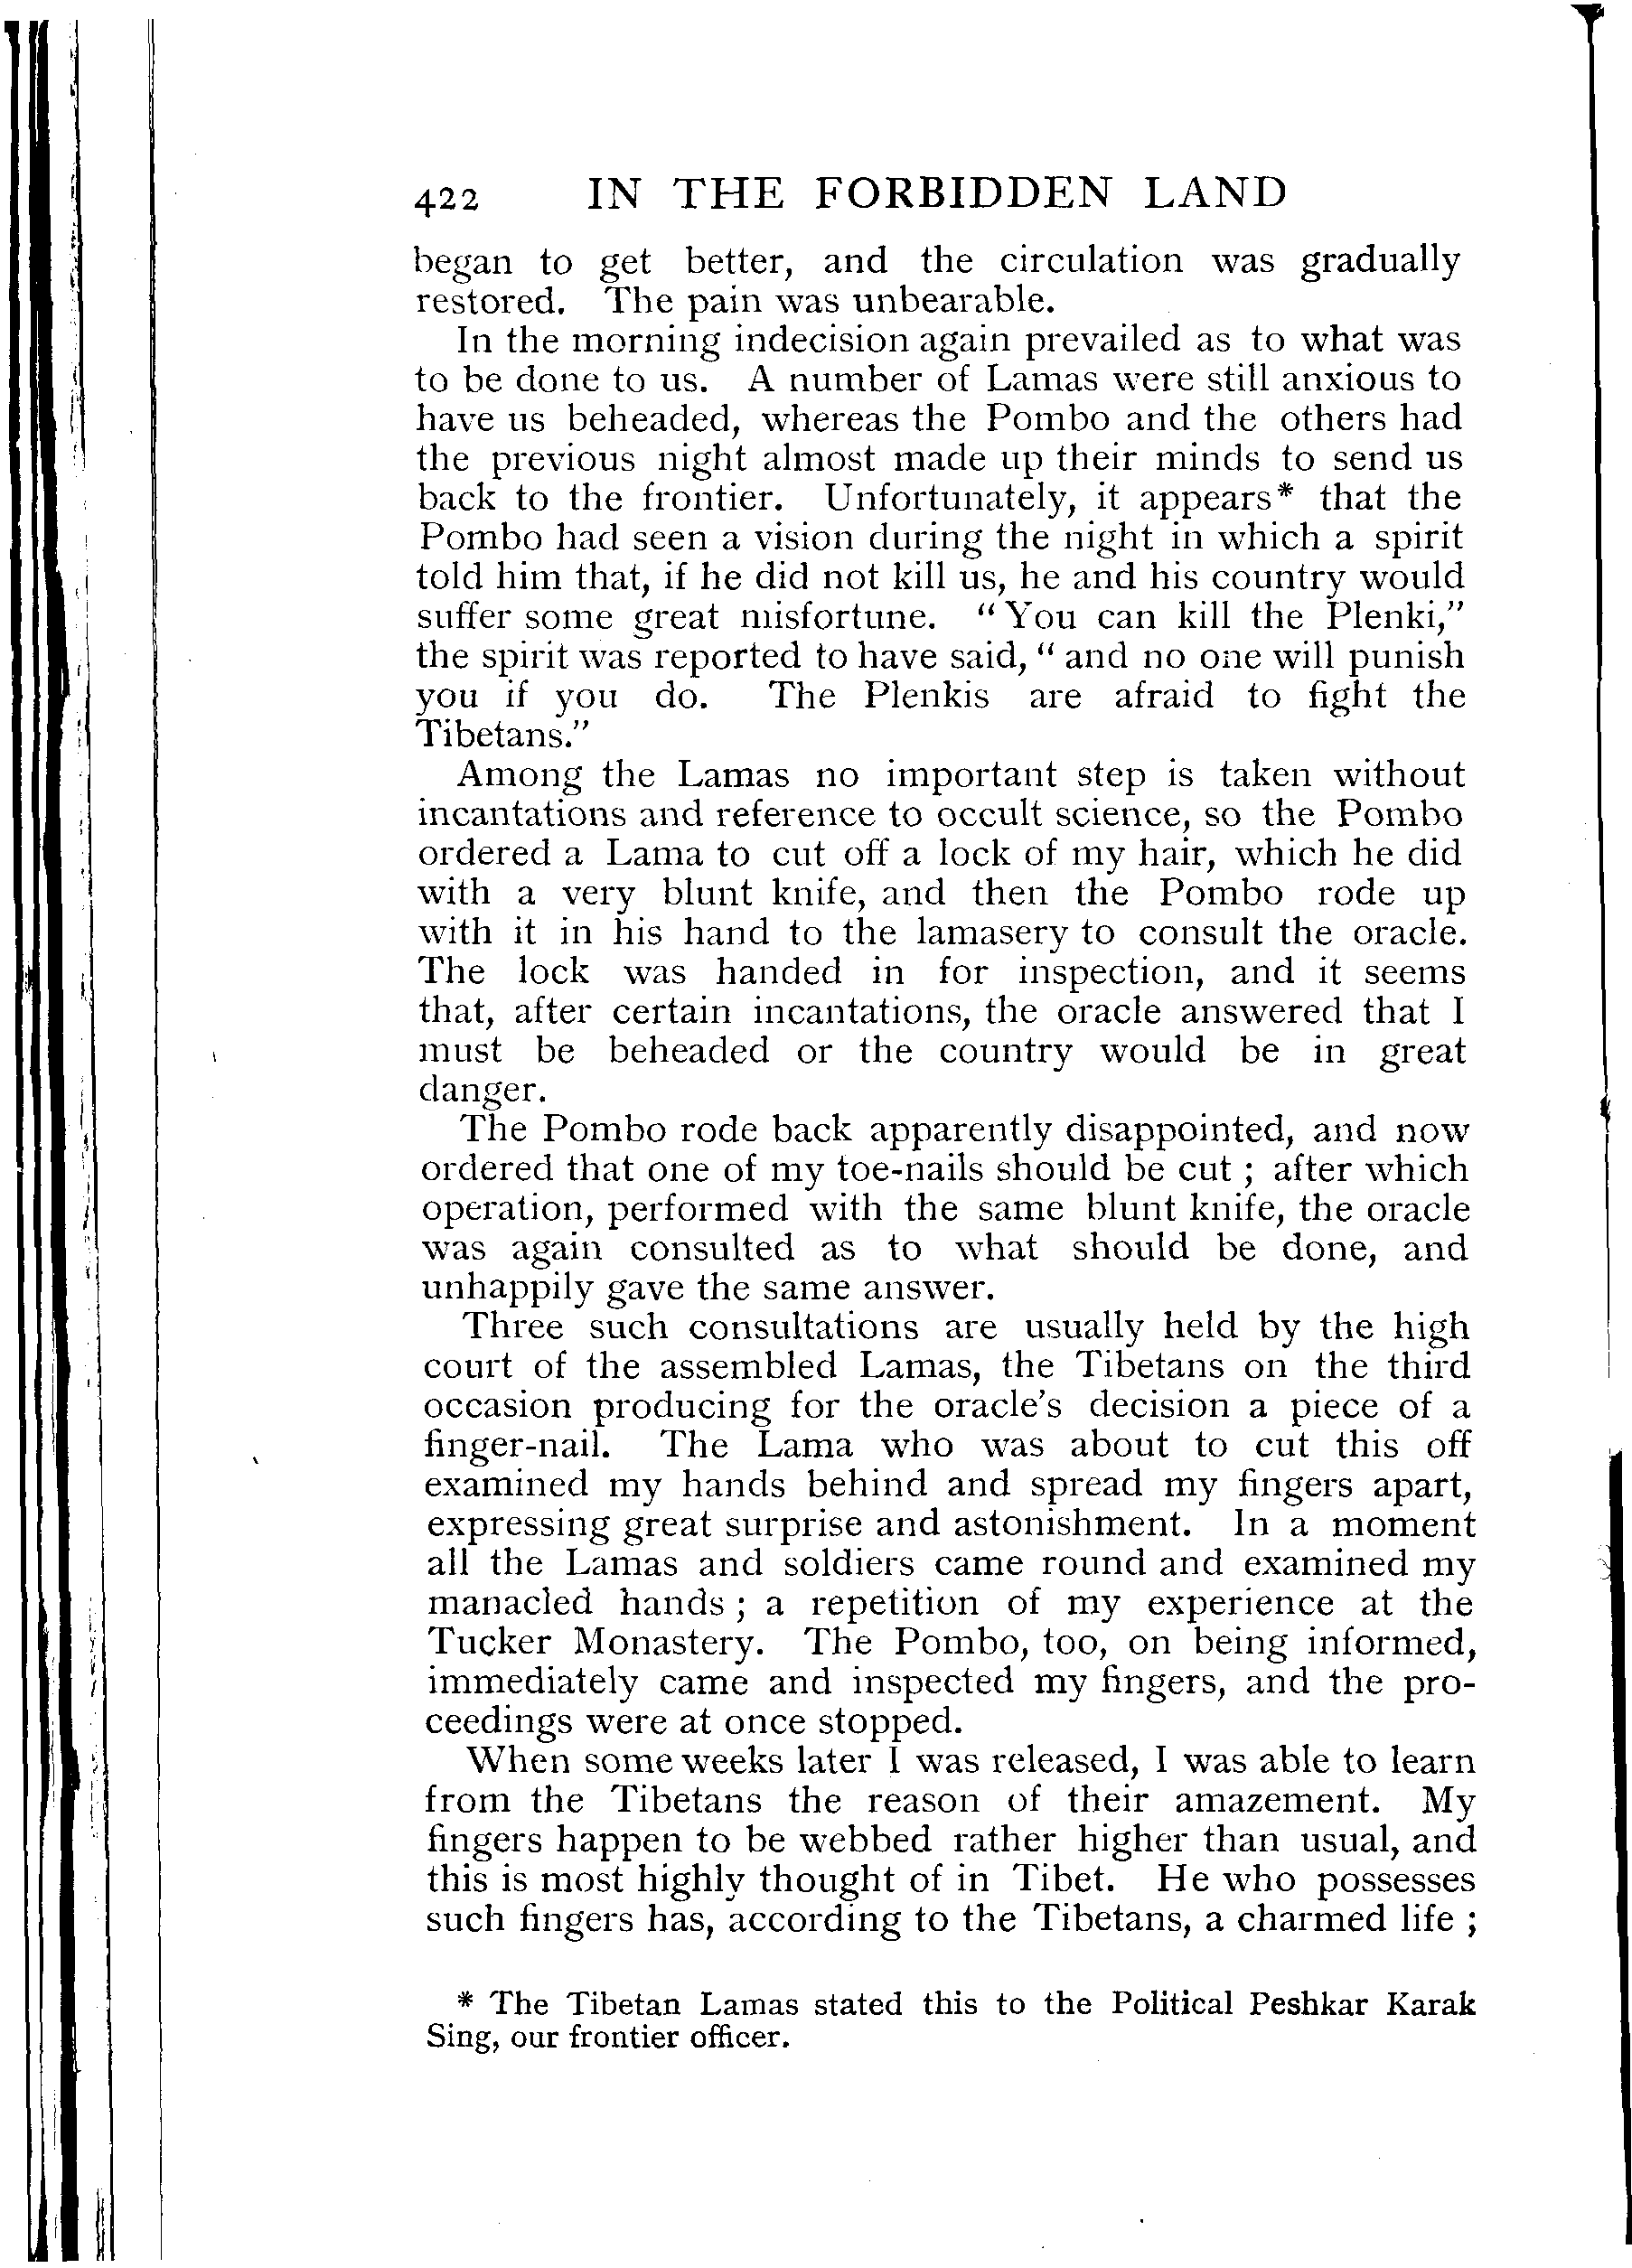 422 IN THE FORBIDDEN LAND
began to get better, and the circulation was gradually
restored. The pain was unbearable.
In the morning indecision again prevailed as to what was
to be done to us. A number of Lamas were still anxious to
have us beheaded, whereas the Pombo and the others had
the previous night almost made up their minds to send us
back to the frontier. Unfortunately, it appears* that the
Pombo had seen a vision during the night in which a spirit
told him that, if he did not kill us, he and his country would
suffer some great misfortune. "You can kill the Plenki,"
the spirit was reported to have said, "and no one will punish
you if you do. The Plenkis are afraid to fight the
Tibetans."
Among the Lamas no important step is taken without
incantations and reference to occult science, so the Pombo
ordered a Lama to cut off a lock of my hair, which he did
with a very blunt knife, and then the Pombo rode up
with it in his hand to the lamasery to consult the oracle.
The lock was handed in for inspection, and it seems
that, after certain incantations, the oracle answered that I
must be beheaded or the country would be in great
danger.
The Pombo rode back apparently disappointed, and now
ordered that one of my toe-nails should be cut ; after which
operation, performed with the same blunt knife, the oracle
was again consulted as to what should be done, and
unhappily gave the same answer.
Three such consultations are usually held by the high
court of the assembled Lamas, the Tibetans on the third
occasion producing for the oracle's decision a piece of a
finger-nail. The Lama who was about to cut this off
examined my hands behind and spread my fingers apart,
expressing great surprise and astonishment. In a moment
all the Lamas and soldiers came round and examined my
manacled hands ; a repetition of my experience at the
Tucker Monastery. The Pombo, too, on being informed,
immediately came and inspected my fingers, and the pro-
ceedings were at once stopped.
When some weeks later I was released, I was able to learn
from the Tibetans the reason of their amazement. My
fingers happen to be webbed rather higher than usual, and
this is most highly thought of in Tibet. He who possesses
such fingers has, according to the Tibetans, a charmed life ;
* The Tibetan Lamas stated this to the Political Peshkar Karak
Sing, our frontier officer.